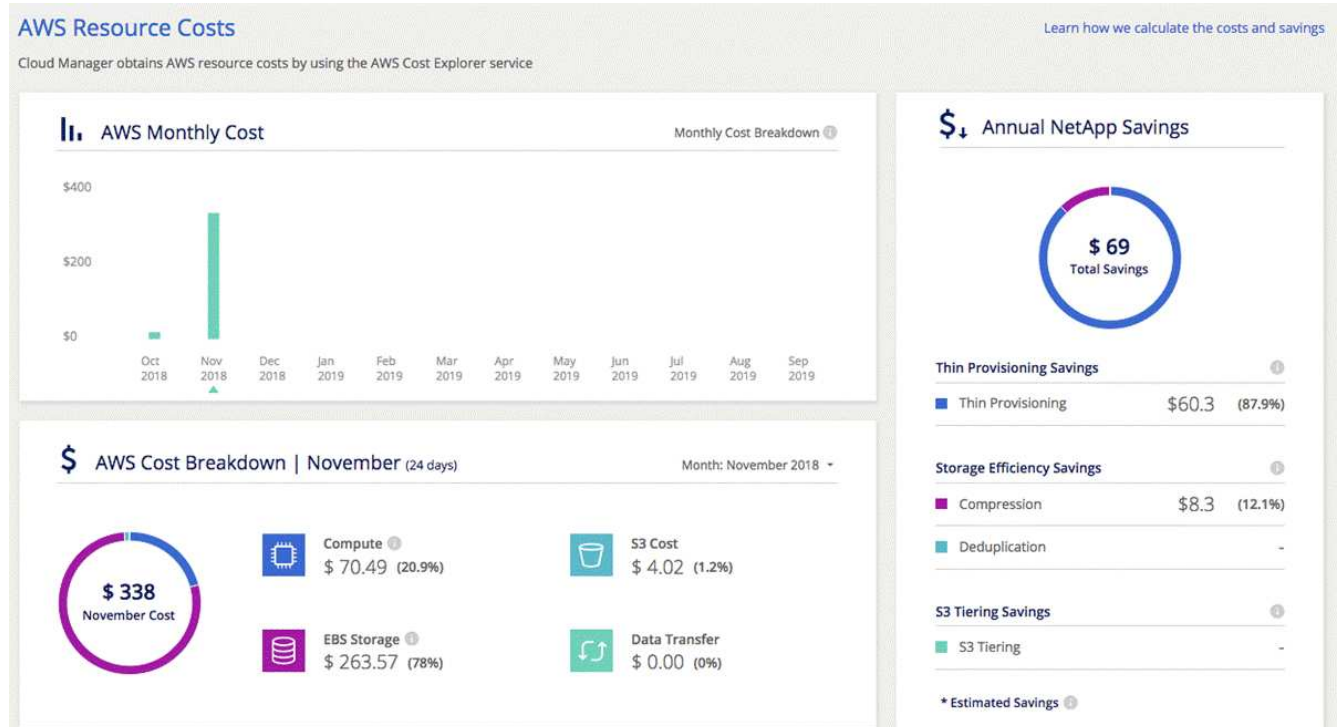 AWS Resource Costs
Learn how we calculate the costs and savings
Cloud Manager obtains AWS resource costs by using the AWS Cost Explorer service
AWS Monthly Cost
Monthly Cost Breakdown
$400
$200
$0
Oct 2018
Nov 2018
Dec 2018
Jan 2019
Feb 2019
Mar 2019
Apr 2019
May 2019
Jun 2019
Jul 2019
Aug 2019
Sep 2019
AWS Cost Breakdown | November (24 days)
Month: November 2018
$ 338
November Cost
Compute
$ 70.49 (20.9%)
S3 Cost
$ 4.02 (1.2%)
EBS Storage
$ 263.57 (78%)
Data Transfer
$ 0.00 (0%)
Annual NetApp Savings
$ 69
Total Savings
Thin Provisioning Savings
Thin Provisioning $60.3 (87.9%)
Storage Efficiency Savings
Compression $8.3 (12.1%)
Deduplication -
S3 Tiering Savings
S3 Tiering -
* Estimated Savings